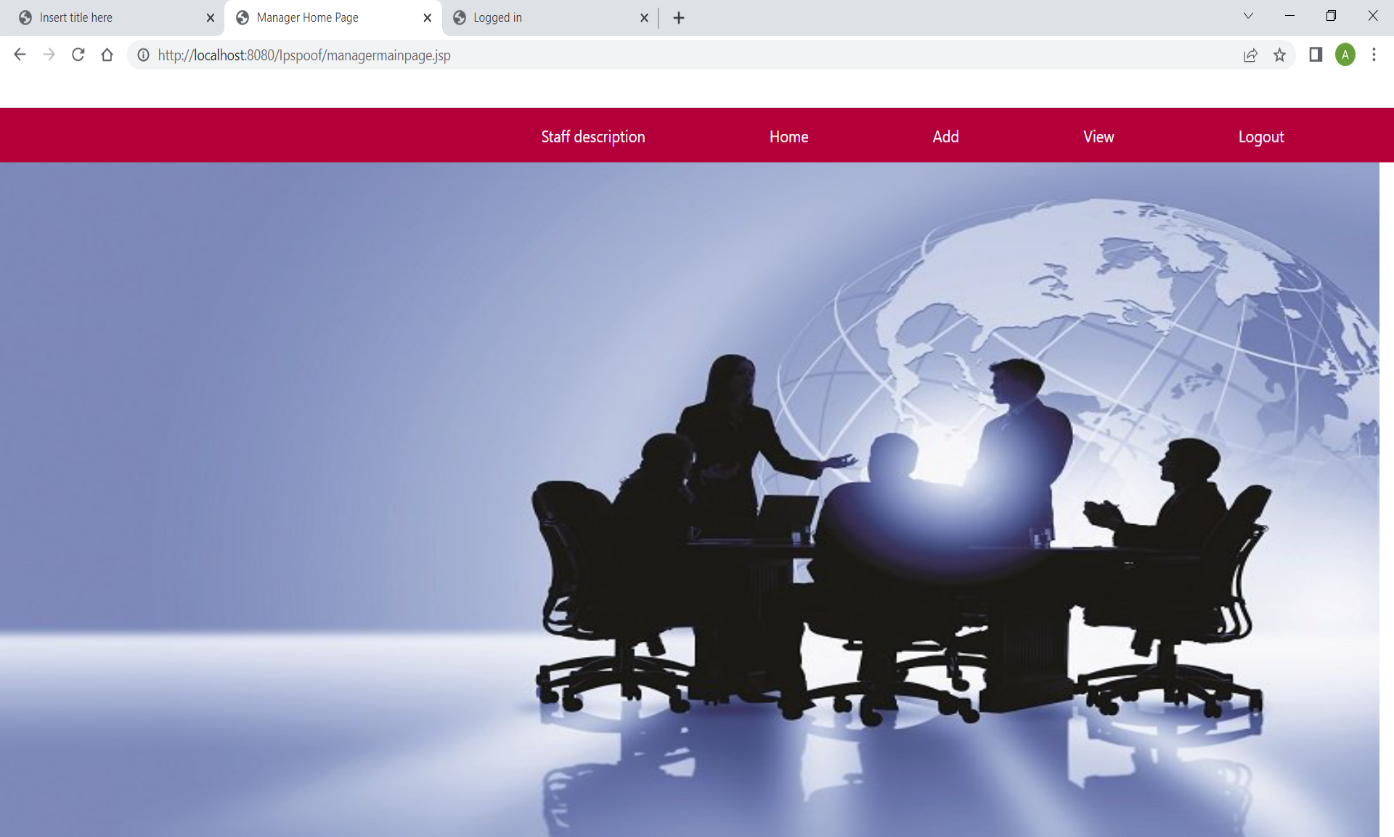 Insert title here
Manager Home Page
Logged in
http://localhost:8080/Ipspoof/managermainpage.jsp
A
Staff description Home Add View Logout